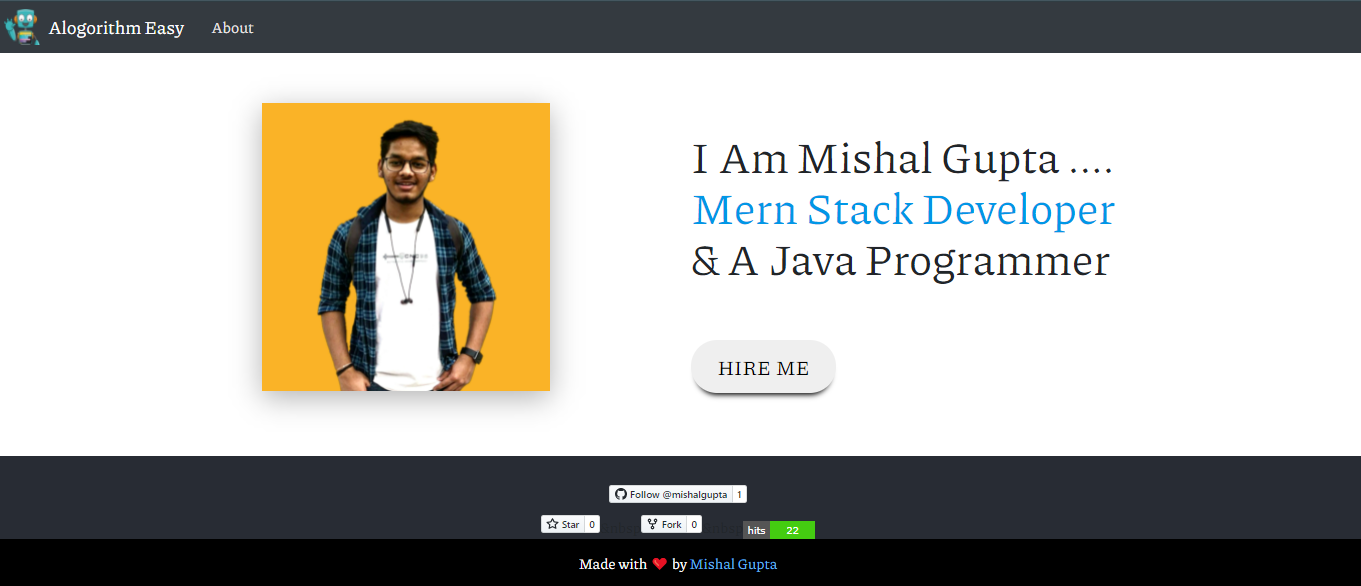 Alogorithm Easy About
I Am Mishal Gupta ....
Mern Stack Developer
& A Java Programmer
HIRE ME
Follow @mishalgupta 1
Star 0 Fork 0 hits 22
Made with ❤ by Mishal Gupta